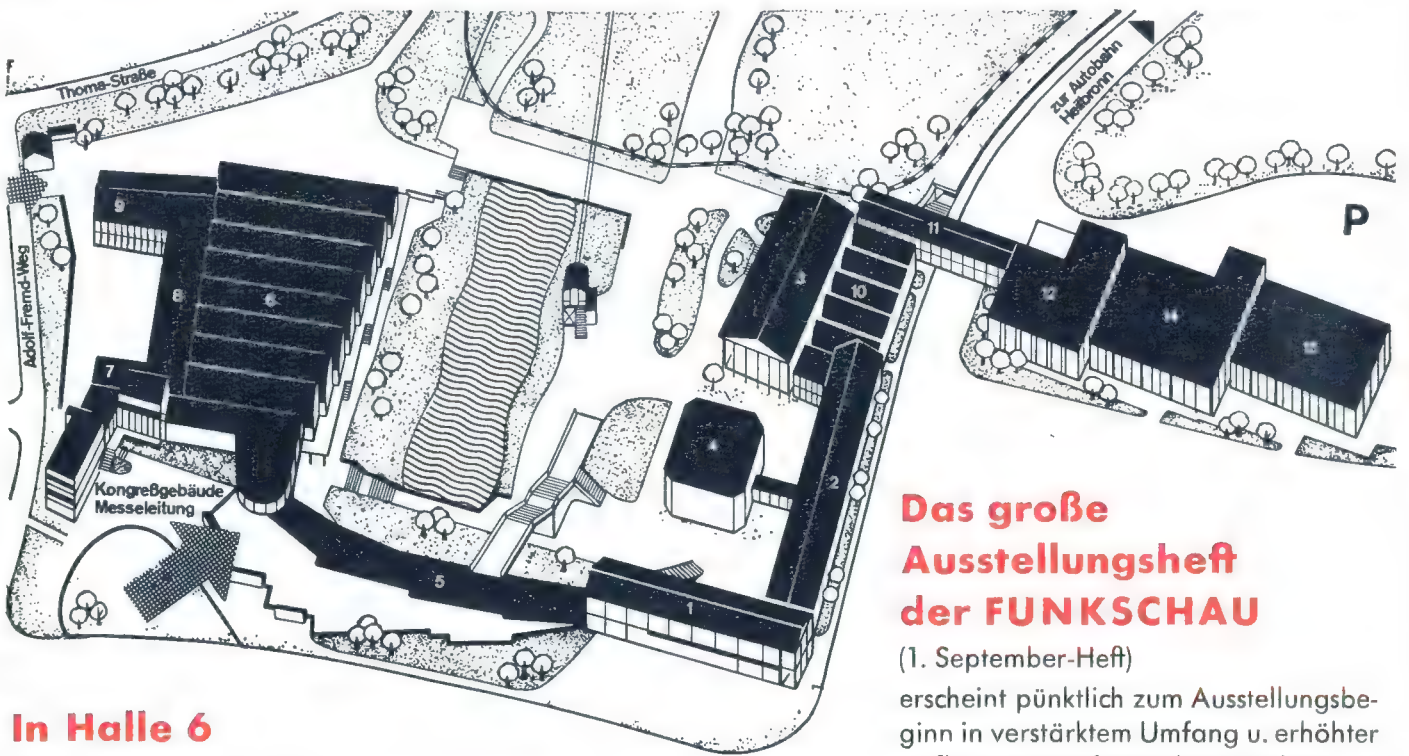 Thoma-Straße
zur Autobahn
Heilbronn
P
Adolf-Fremd-Weg
9
8
6
7
3
11
10
12
14
4
2
5
1
Kongreßgebäude
Messeleitung
In Halle 6
Das große
Ausstellungsheft
der FUNKSCHAU
(1. September-Heft)
erscheint pünktlich zum Ausstellungsbe-
ginn in verstärktem Umfang u. erhöhter